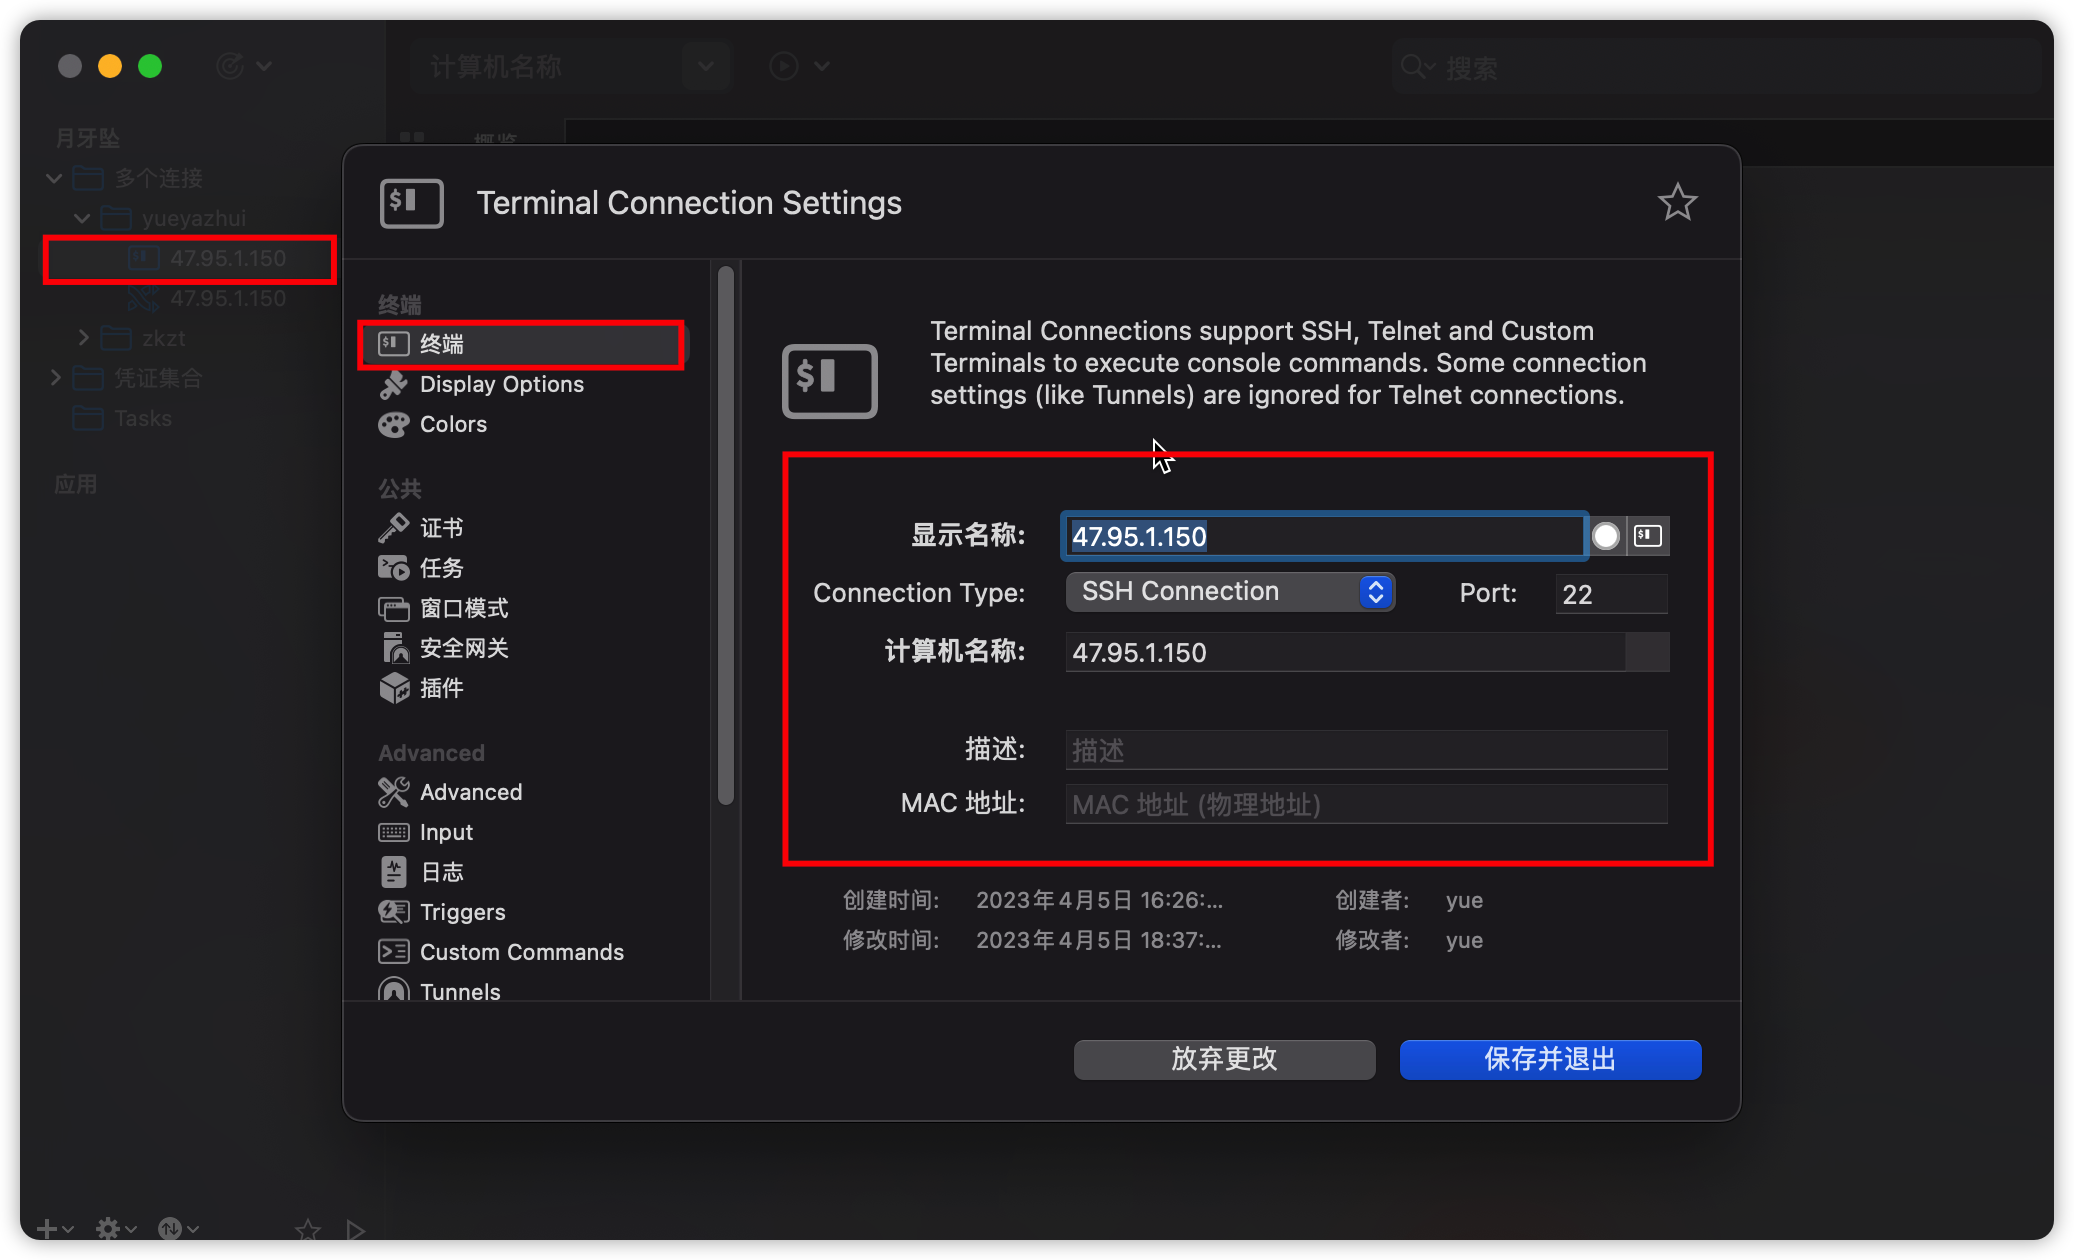 计算机名称
搜索
月牙坠
概览
多个连接
yueyazhui
47.95.1.150
47.95.1.150
zkzt
凭证集合
Tasks
应用
Terminal Connection Settings
终端
终端
Display Options
Colors
公共
证书
任务
窗口模式
安全网关
插件
Advanced
Advanced
Input
日志
Triggers
Custom Commands
Tunnels
Terminal Connections support SSH, Telnet and Custom
Terminals to execute console commands. Some connection
settings (like Tunnels) are ignored for Telnet connections.
显示名称: 47.95.1.150
Connection Type: SSH Connection Port: 22
计算机名称: 47.95.1.150
描述: 描述
MAC 地址: MAC 地址 (物理地址)
创建时间: 2023年4月5日 16:26:... 创建者: yue
修改时间: 2023年4月5日 18:37:... 修改者: yue
放弃更改 保存并退出